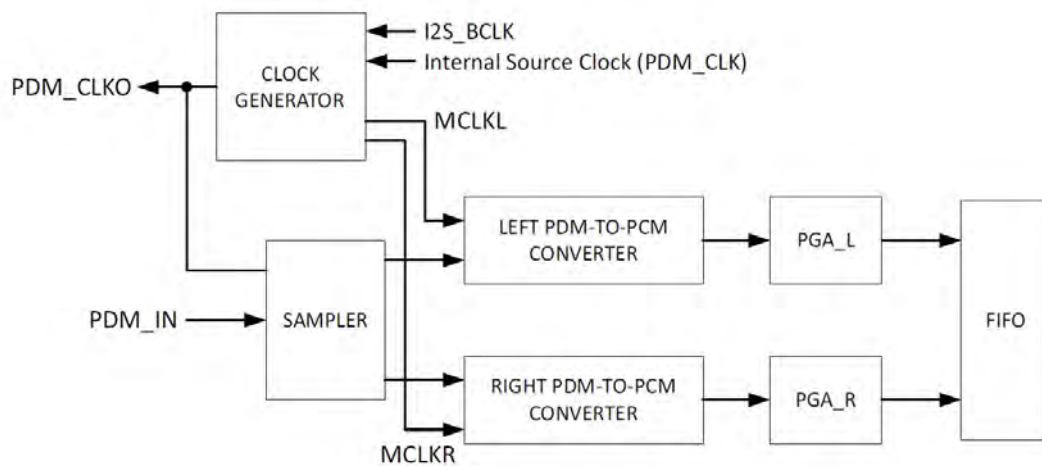 I2S_BCLK
Internal Source Clock (PDM_CLK)
PDM_CLKO
CLOCK
GENERATOR
MCLKL
LEFT PDM-TO-PCM
CONVERTER
PGA_L
PDM_IN
SAMPLER
FIFO
RIGHT PDM-TO-PCM
CONVERTER
PGA_R
MCLKR